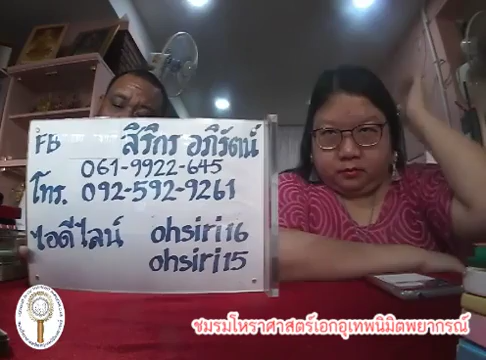 FB สิริกร อภิรัตน์
061-9922-645
โทร. 092-592-9261
ไอดีไลน์ ohsiri16
ohsiri15
ชมรมโหราศาสตร์เอกอุเทพนิมิตพยากรณ์